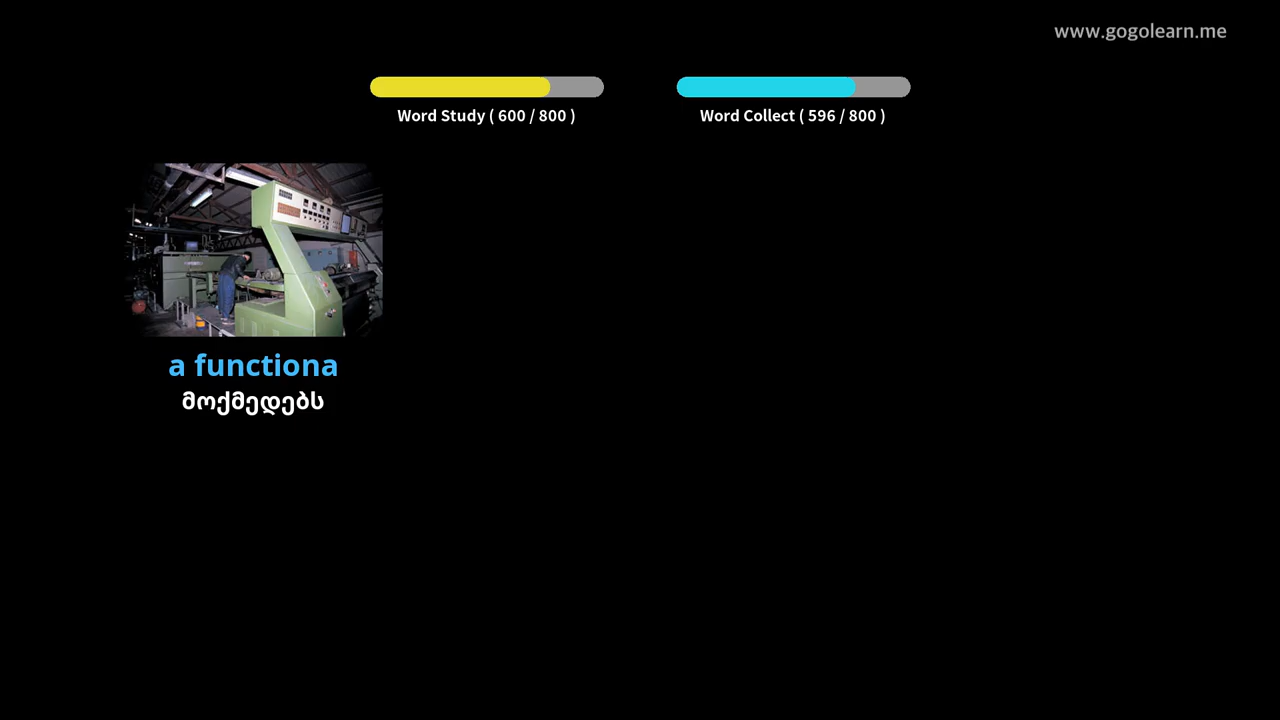 www.gogolearn.me
Word Study ( 600 / 800 )
Word Collect ( 596 / 800 )
a functiona
მოქმედებს